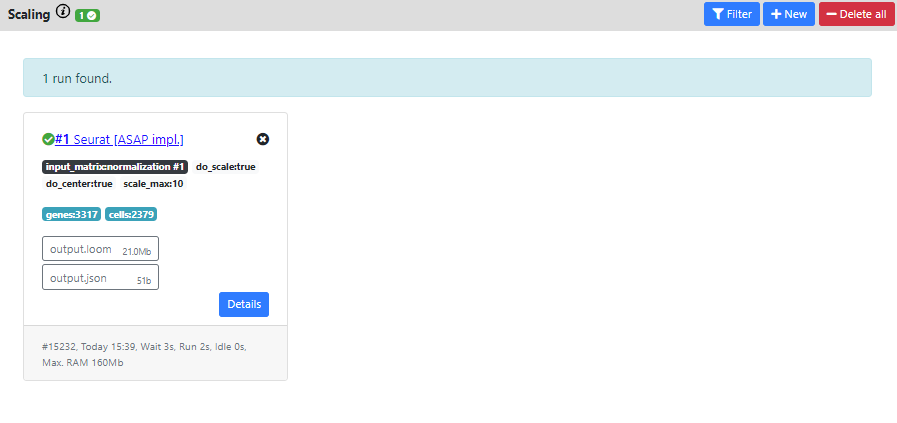 Scaling 1 Filter New Delete all
1 run found.
#1 Seurat [ASAP impl.]
input_matrix:normalization #1 do_scale:true
do_center:true scale_max:10
genes:3317 cells:2379
output.loom 21.0Mb
output.json 51b
Details
#15232, Today 15:39, Wait 3s, Run 2s, Idle 0s,
Max. RAM 160Mb